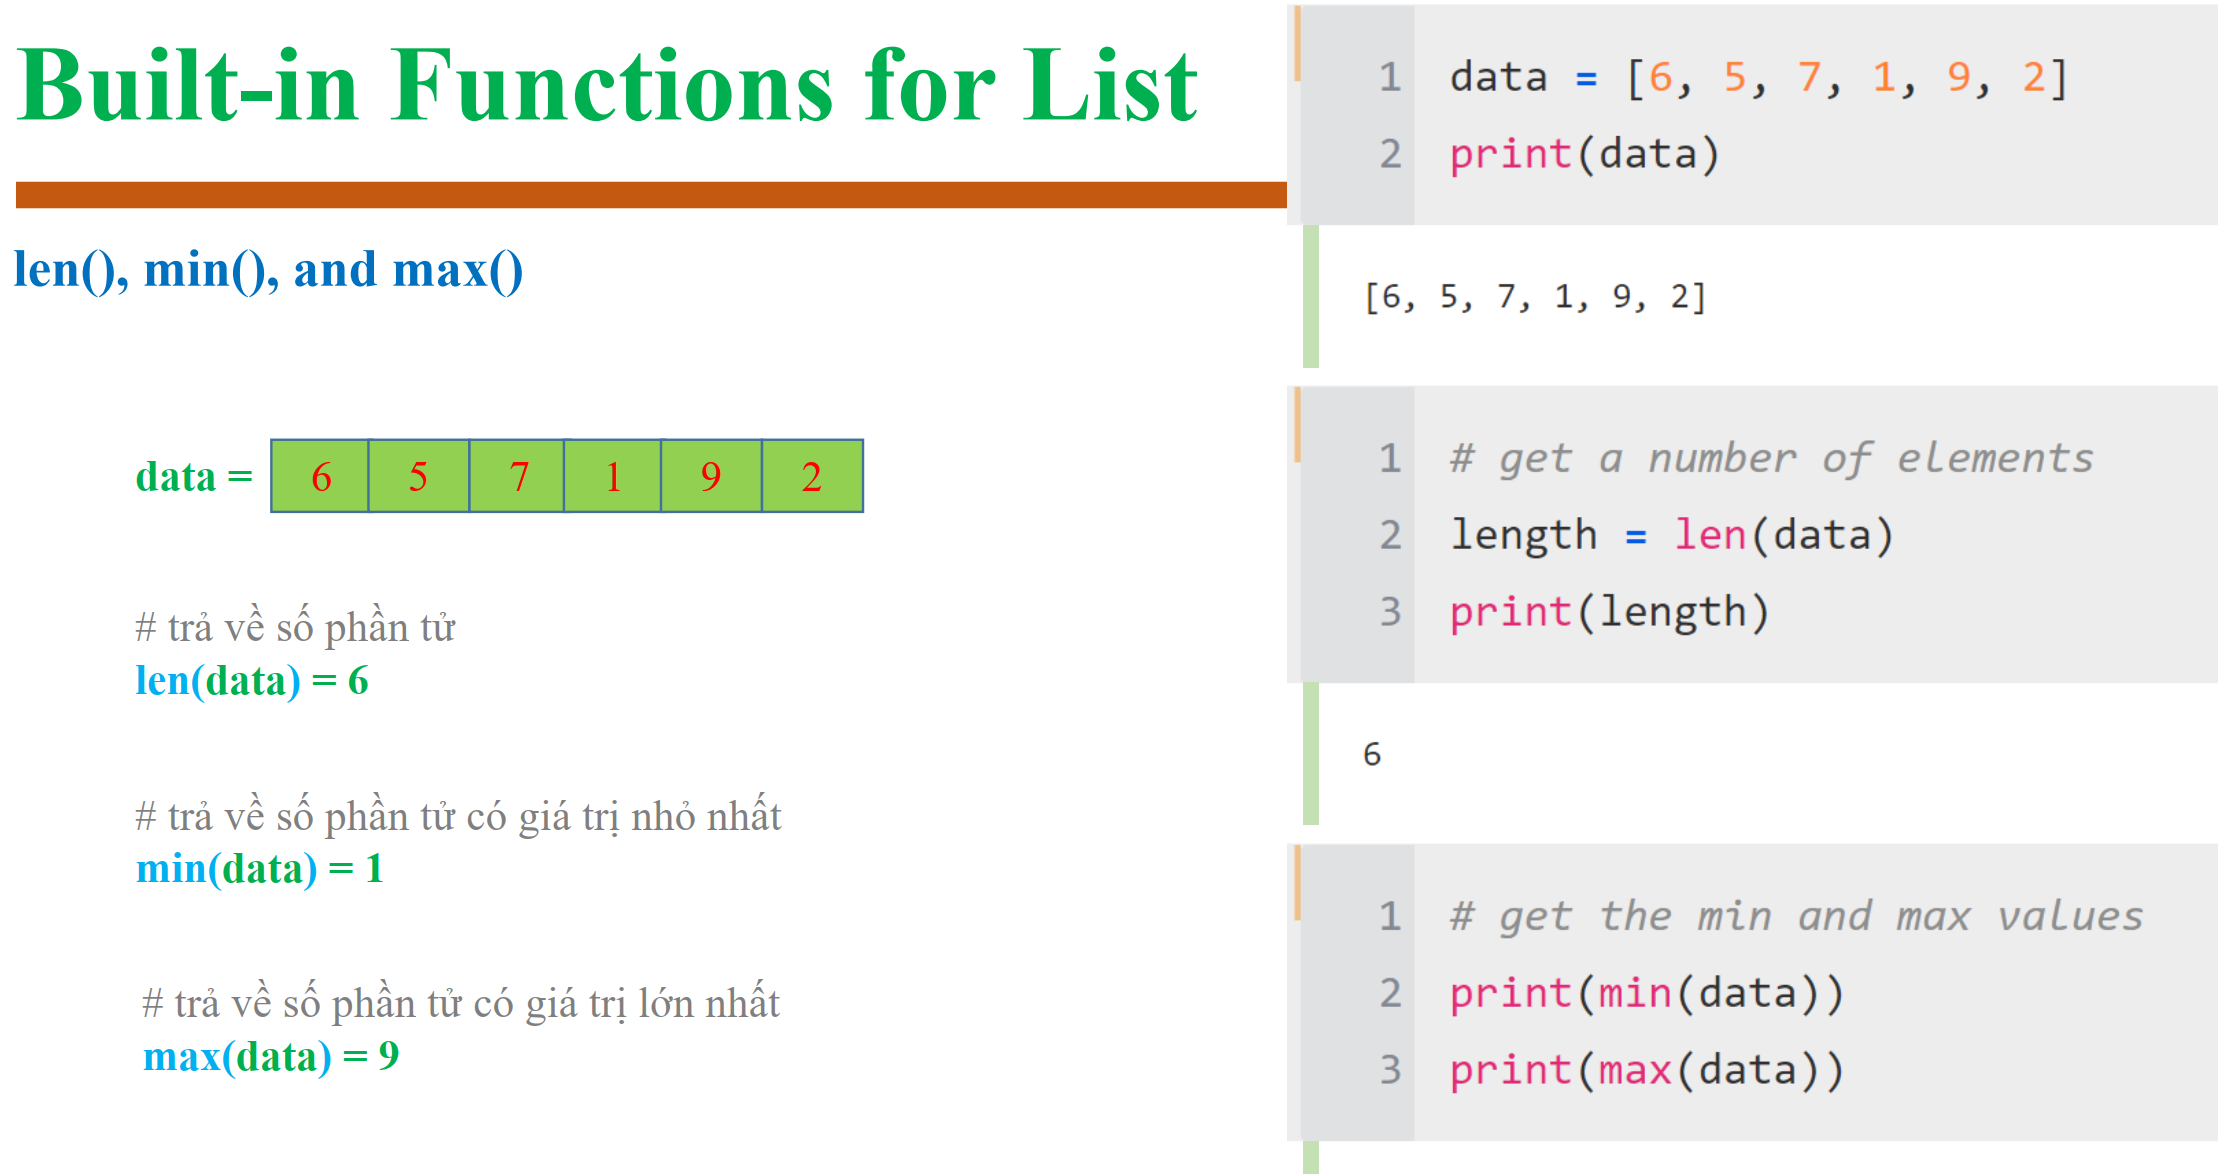 Built-in Functions for List
len(), min(), and max()
data = 6 5 7 1 9 2
# trả về số phần tử
len(data) = 6
# trả về số phần tử có giá trị nhỏ nhất
min(data) = 1
# trả về số phần tử có giá trị lớn nhất
max(data) = 9
1 data = [6, 5, 7, 1, 9, 2]
2 print(data)
[6, 5, 7, 1, 9, 2]
1 # get a number of elements
2 length = len(data)
3 print(length)
6
1 # get the min and max values
2 print(min(data))
3 print(max(data))